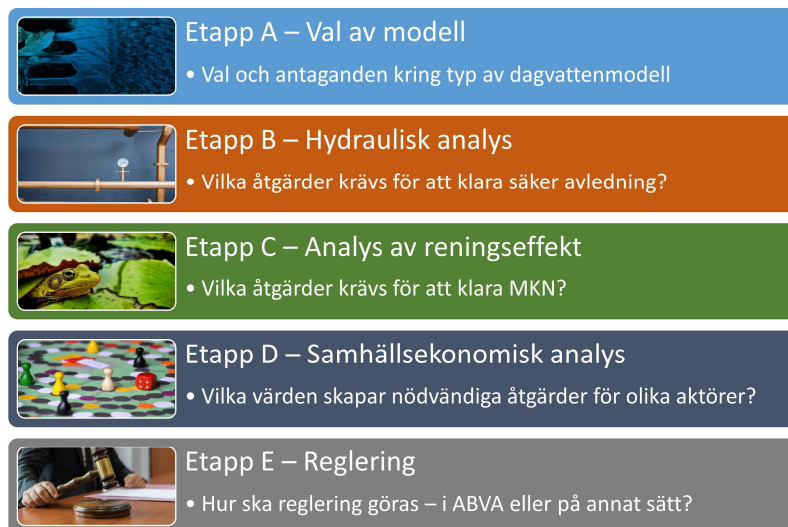 Etapp A – Val av modell
• Val och antaganden kring typ av dagvattenmodell
Etapp B – Hydraulisk analys
• Vilka åtgärder krävs för att klara säker avledning?
Etapp C – Analys av reningseffekt
• Vilka åtgärder krävs för att klara MKN?
Etapp D – Samhällsekonomisk analys
• Vilka värden skapar nödvändiga åtgärder för olika aktörer?
Etapp E – Reglering
• Hur ska reglering göras – i ABVA eller på annat sätt?